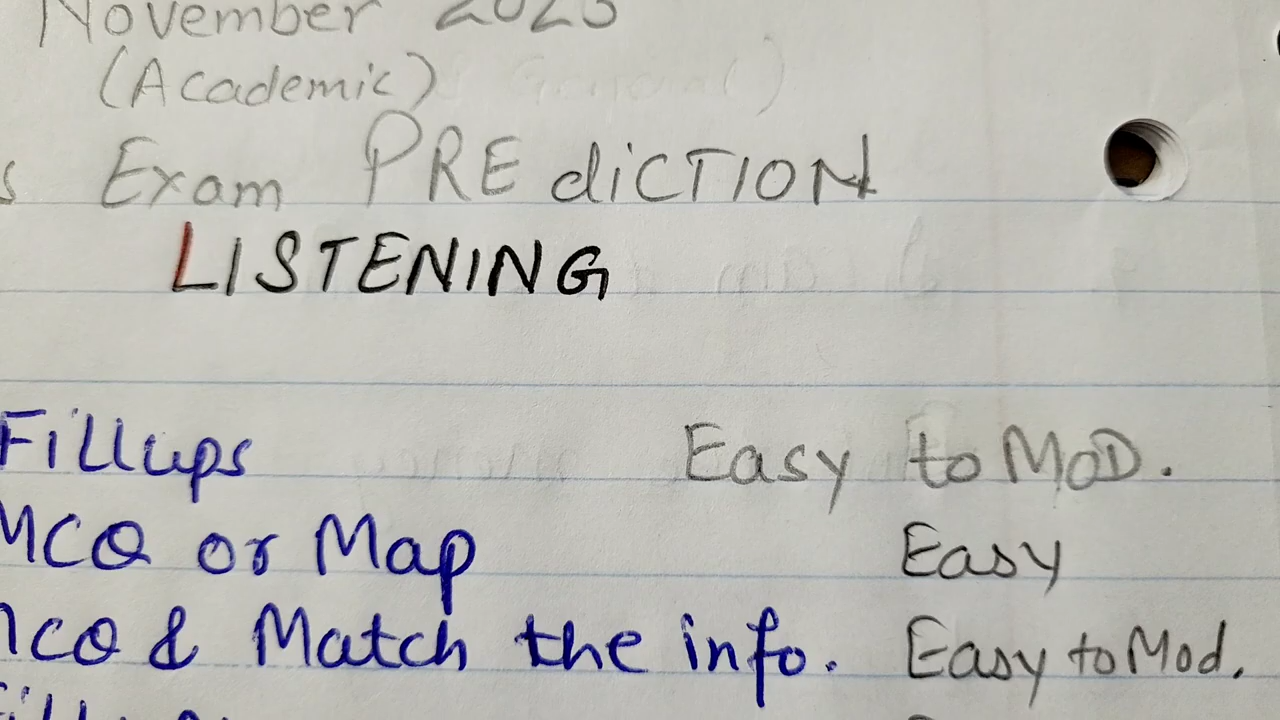 November 2023
(Academic)
s Exam PREdiCTION
LISTENING
Fillups Easy to MOD.
MCQ or Map Easy
MCQ & Match the info. Easy to Mod.